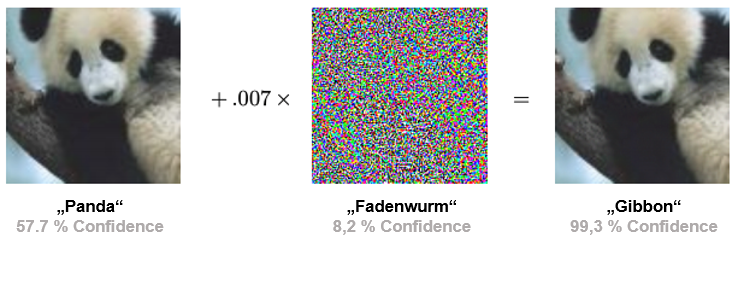 + .007 ×
=
„Panda“
57.7 % Confidence
„Fadenwurm“
8,2 % Confidence
„Gibbon“
99,3 % Confidence